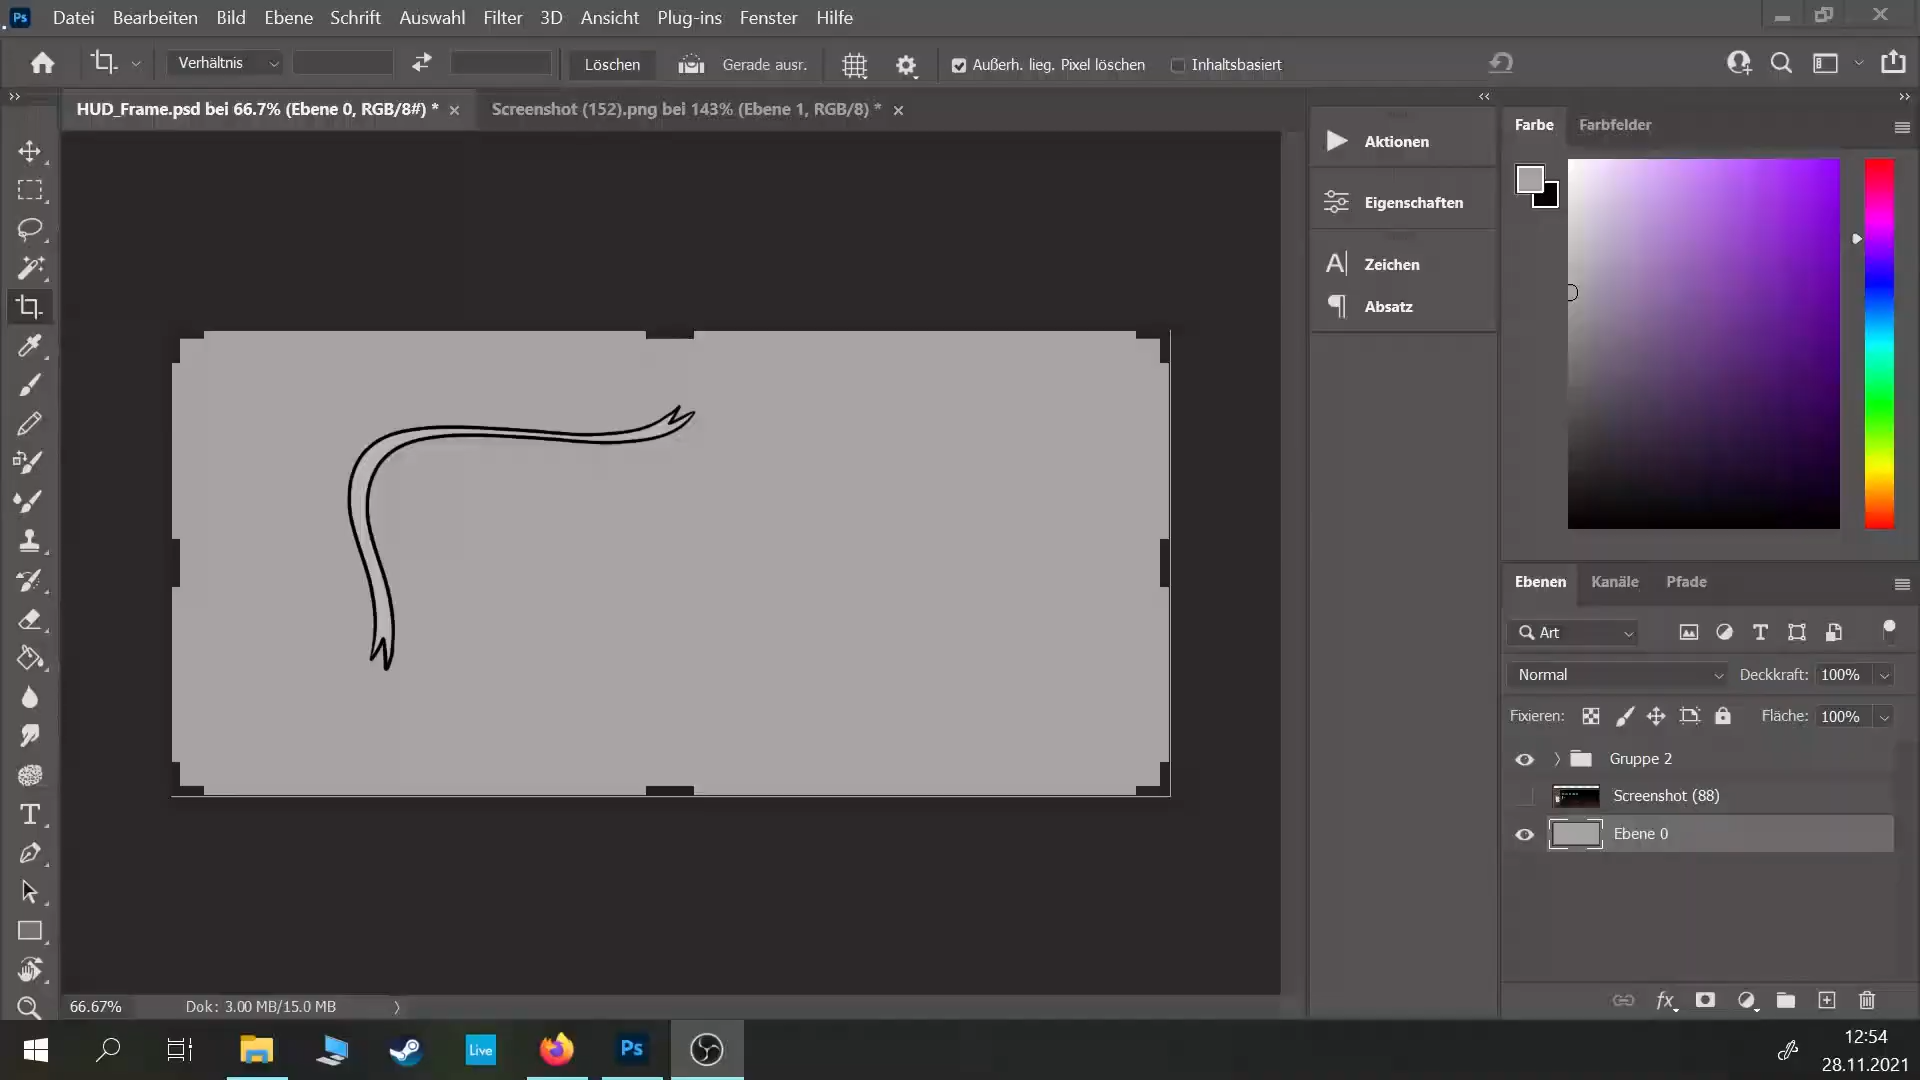 Ps Datei Bearbeiten Bild Ebene Schrift Auswahl Filter 3D Ansicht Plug-ins Fenster Hilfe
Verhältnis Löschen Gerade ausr. Außerh. lieg. Pixel löschen Inhaltsbasiert
HUD_Frame.psd bei 66.7% (Ebene 0, RGB/8#) * Screenshot (152).png bei 143% (Ebene 1, RGB/8) *
Aktionen
Eigenschaften
Zeichen
Absatz
Farbe Farbfelder
Ebenen Kanäle Pfade
Art
Normal Deckkraft: 100%
Fixieren: Fläche: 100%
Gruppe 2
Screenshot (88)
Ebene 0
66.67% Dok: 3.00 MB/15.0 MB
Live Ps
12:54
28.11.2021